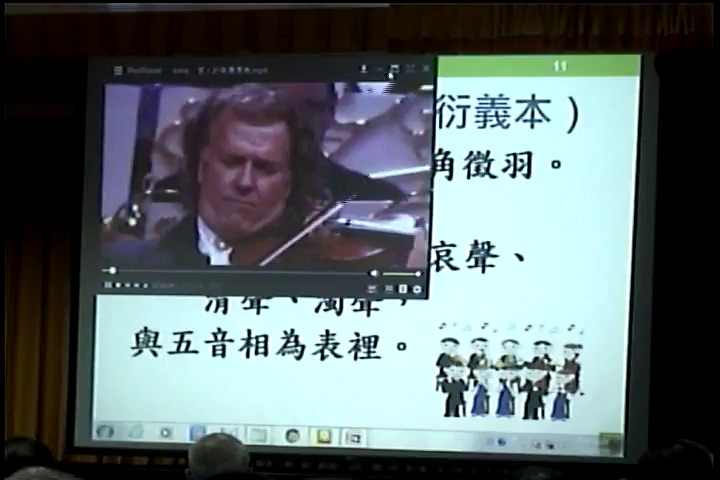 11
衍義本)
角徵羽。
哀聲、
清聲、濁聲,
與五音相為表裡。